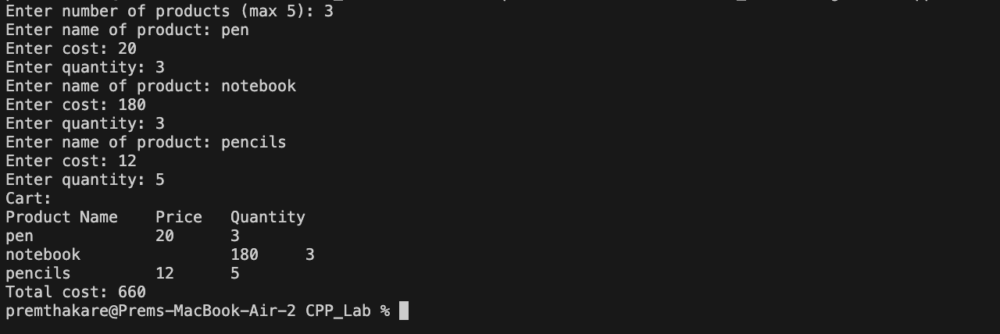 Enter number of products (max 5): 3
Enter name of product: pen
Enter cost: 20
Enter quantity: 3
Enter name of product: notebook
Enter cost: 180
Enter quantity: 3
Enter name of product: pencils
Enter cost: 12
Enter quantity: 5
Cart:
Product Name    Price   Quantity
pen             20      3
notebook                180     3
pencils         12      5
Total cost: 660
premthakare@Prems-MacBook-Air-2 CPP_Lab %